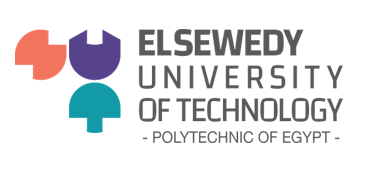 ELSEWEDY
UNIVERSITY
OF TECHNOLOGY
- POLYTECHNIC OF EGYPT -